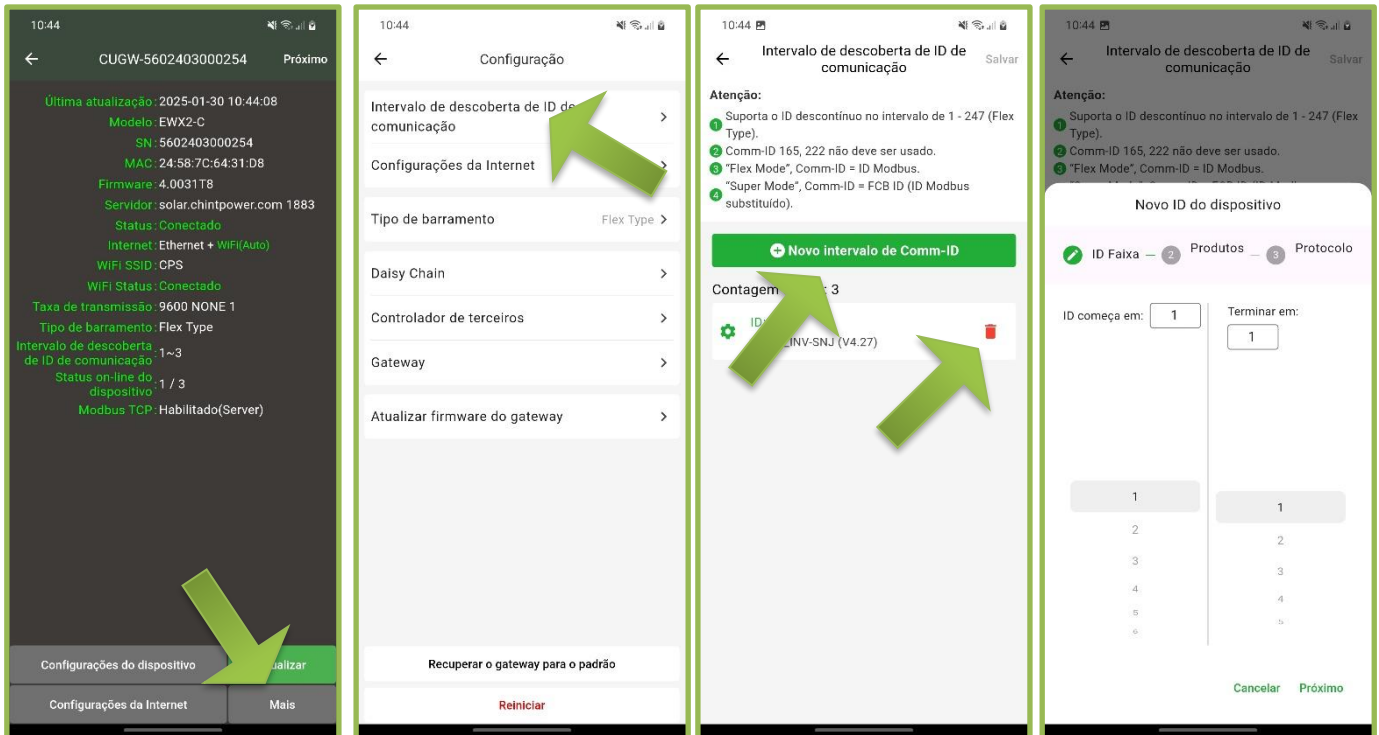 10:44
CUGW-5602403000254
Próximo
Última atualização: 2025-01-30 10:44:08
Modelo: EWX2-C
SN: 5602403000254
MAC: 24:58:7C:64:31:D8
Firmware: 4.0031T8
Servidor: solar.chintpower.com 1883
Status: Conectado
Internet: Ethernet + WiFi(Auto)
WiFi SSID: CPS
WiFi Status: Conectado
Taxa de transmissão: 9600 NONE 1
Tipo de barramento: Flex Type
Intervalo de descoberta
de ID de comunicação: 1~3
Status on-line do
dispositivo: 1 / 3
Modbus TCP: Habilitado(Server)
Configurações do dispositivo
Configurações da Internet
Mais
10:44
Configuração
Intervalo de descoberta de ID de
comunicação
Configurações da Internet
Tipo de barramento
Flex Type
Daisy Chain
Controlador de terceiros
Gateway
Atualizar firmware do gateway
Recuperar o gateway para o padrão
Reiniciar
10:44
Intervalo de descoberta de ID de
comunicação
Salvar
Atenção:
1 Suporta o ID descontínuo no intervalo de 1 - 247 (Flex
Type).
2 Comm-ID 165, 222 não deve ser usado.
3 "Flex Mode", Comm-ID = ID Modbus.
4 "Super Mode", Comm-ID = FCB ID (ID Modbus
substituído).
Novo intervalo de Comm-ID
Contagem : 3
INV-SNJ (V4.27)
10:44
Intervalo de descoberta de ID de
comunicação
Salvar
Atenção:
1 Suporta o ID descontínuo no intervalo de 1 - 247 (Flex
Type).
2 Comm-ID 165, 222 não deve ser usado.
3 "Flex Mode", Comm-ID = ID Modbus.
Novo ID do dispositivo
ID Faixa
2 Produtos
3 Protocolo
ID começa em: 1
Terminar em:
1
1
2
3
4
5
6
1
2
3
4
5
Cancelar
Próximo